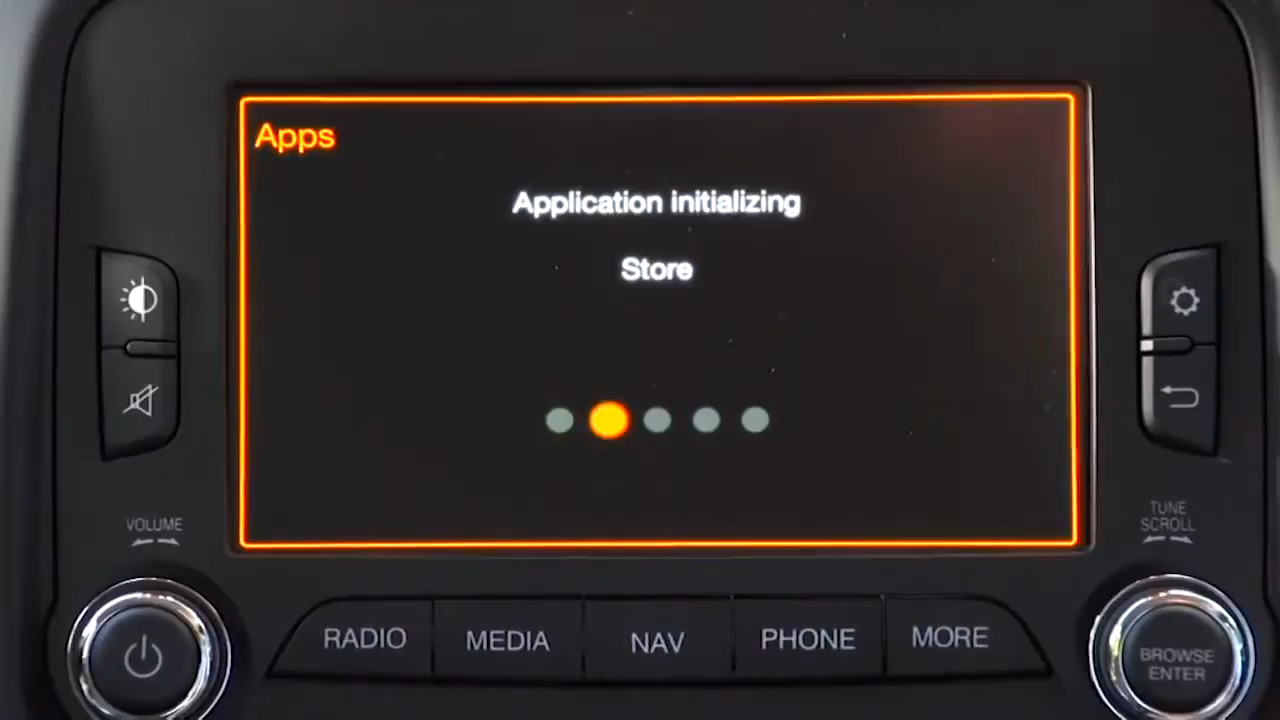 Apps
Application initializing
Store
VOLUME
TUNE
SCROLL
RADIO
MEDIA
NAV
PHONE
MORE
BROWSE
ENTER